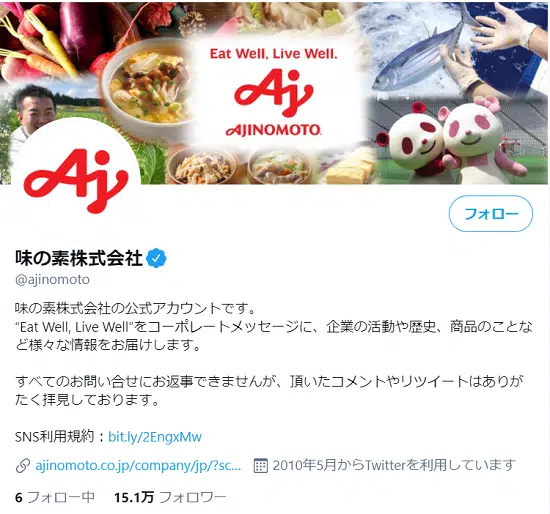 Eat Well, Live Well.
Aj
AJINOMOTO®
Aj
フォロー
味の素株式会社
@ajinomoto
味の素株式会社の公式アカウントです。
“Eat Well, Live Well”をコーポレートメッセージに、企業の活動や歴史、商品のことな
ど様々な情報をお届けします。
すべてのお問い合せにお返事できませんが、頂いたコメントやリツイートはありが
たく拝見しております。
SNS利用規約：bit.ly/2EngxMw
ajinomoto.co.jp/company/jp/?sc... 2010年5月からTwitterを利用しています
6 フォロー中 15.1万 フォロワー